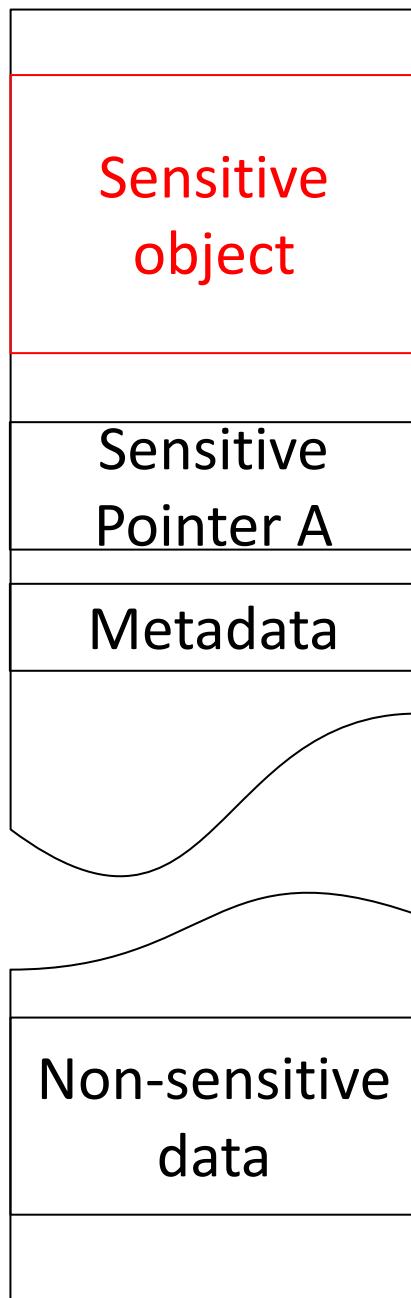 Sensitive
object
Sensitive
Pointer A
Metadata
Non-sensitive
data